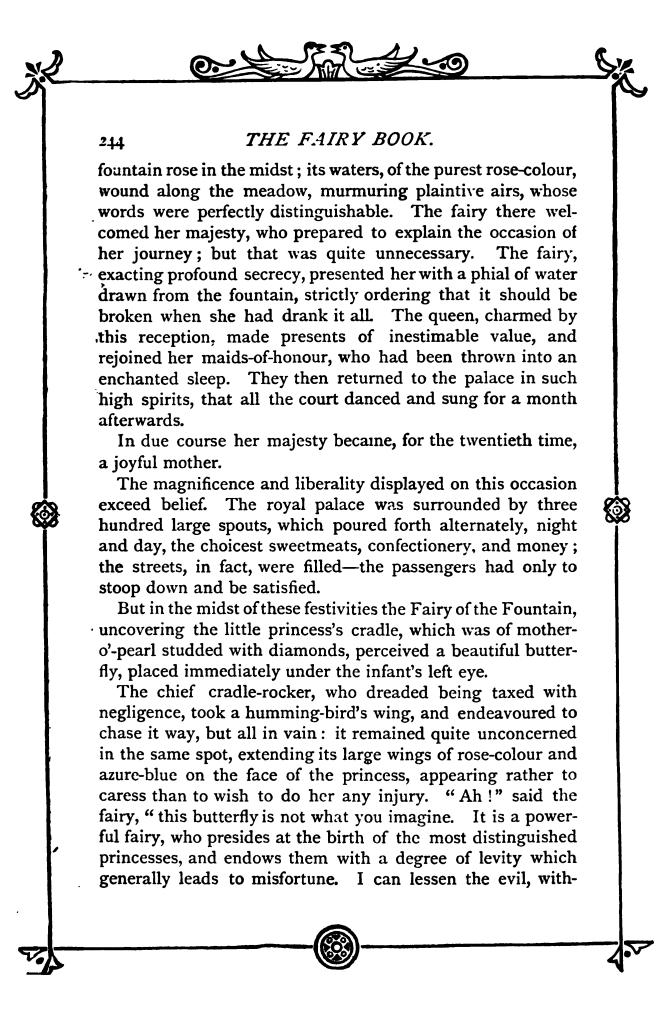 244 THE FAIRY BOOK.
fountain rose in the midst ; its waters, of the purest rose-colour,
wound along the meadow, murmuring plaintive airs, whose
words were perfectly distinguishable. The fairy there wel-
comed her majesty, who prepared to explain the occasion of
her journey ; but that was quite unnecessary. The fairy,
exacting profound secrecy, presented her with a phial of water
drawn from the fountain, strictly ordering that it should be
broken when she had drank it all. The queen, charmed by
this reception, made presents of inestimable value, and
rejoined her maids-of-honour, who had been thrown into an
enchanted sleep. They then returned to the palace in such
high spirits, that all the court danced and sung for a month
afterwards.
In due course her majesty became, for the twentieth time,
a joyful mother.
The magnificence and liberality displayed on this occasion
exceed belief. The royal palace was surrounded by three
hundred large spouts, which poured forth alternately, night
and day, the choicest sweetmeats, confectionery, and money ;
the streets, in fact, were filled—the passengers had only to
stoop down and be satisfied.
But in the midst of these festivities the Fairy of the Fountain,
uncovering the little princess's cradle, which was of mother-
o'-pearl studded with diamonds, perceived a beautiful butter-
fly, placed immediately under the infant's left eye.
The chief cradle-rocker, who dreaded being taxed with
negligence, took a humming-bird's wing, and endeavoured to
chase it way, but all in vain : it remained quite unconcerned
in the same spot, extending its large wings of rose-colour and
azure-blue on the face of the princess, appearing rather to
caress than to wish to do her any injury. “ Ah ! ” said the
fairy, “ this butterfly is not what you imagine. It is a power-
ful fairy, who presides at the birth of the most distinguished
princesses, and endows them with a degree of levity which
generally leads to misfortune. I can lessen the evil, with-